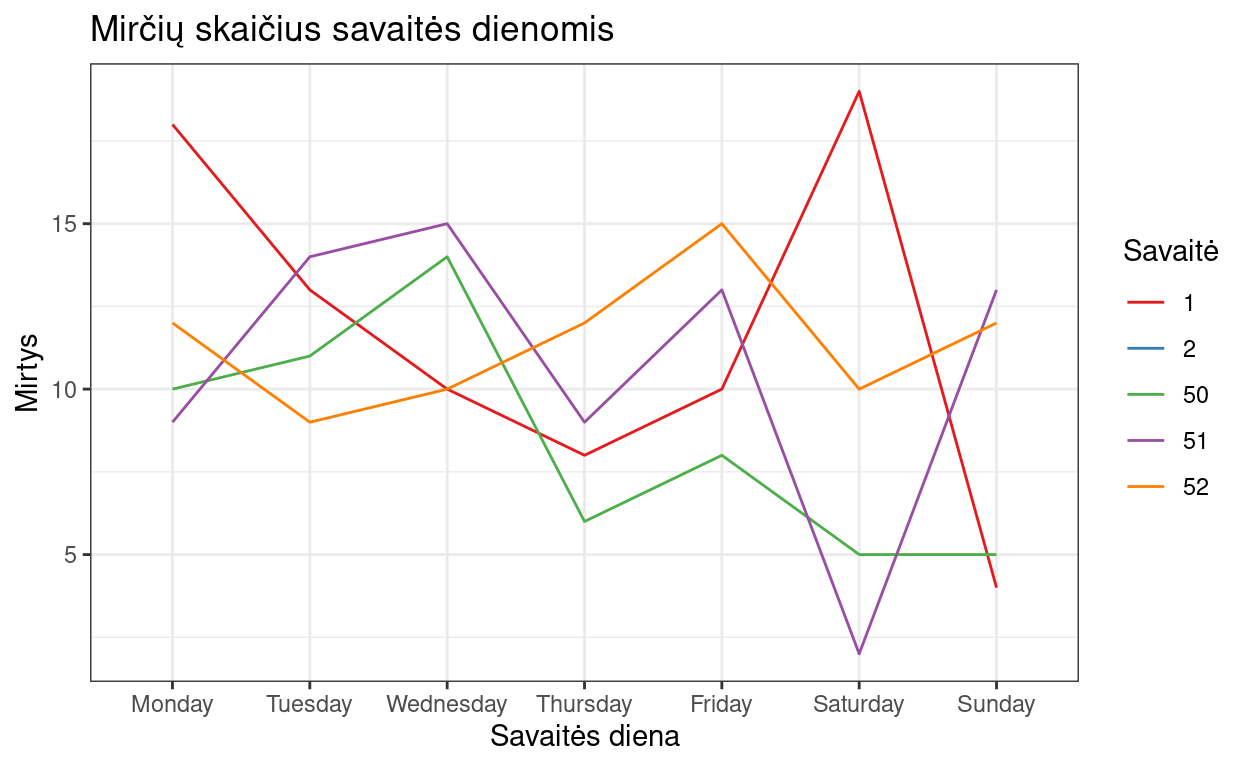 Mirčių skaičius savaitės dienomis
Mirtys
15
10
5
Monday Tuesday Wednesday Thursday Friday Saturday Sunday
Savaitės diena
Savaitė
1
2
50
51
52